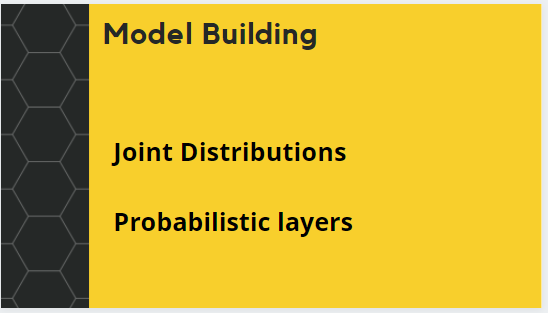 Model Building
Joint Distributions
Probabilistic layers